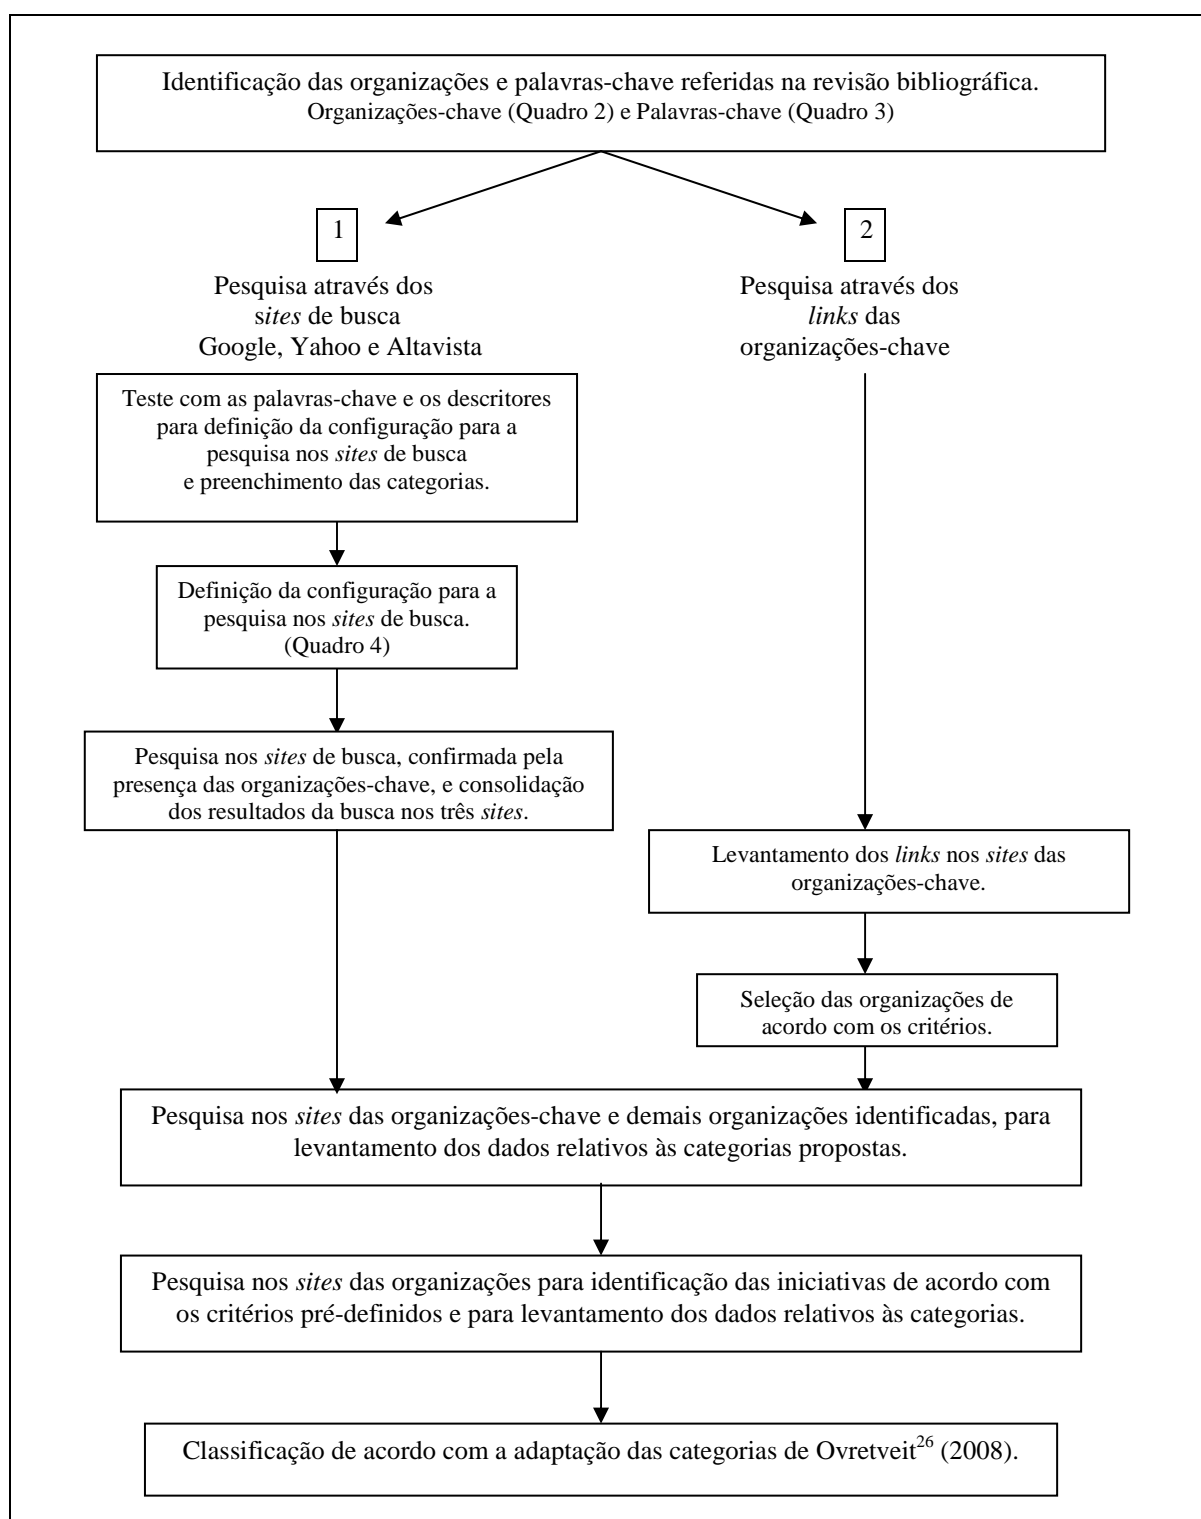 Identificação das organizações e palavras-chave referidas na revisão bibliográfica.
Organizações-chave (Quadro 2) e Palavras-chave (Quadro 3)
1
Pesquisa através dos
sites de busca
Google, Yahoo e Altavista
2
Pesquisa através dos
links das
organizações-chave
Teste com as palavras-chave e os descritores
para definição da configuração para a
pesquisa nos sites de busca
e preenchimento das categorias.
Definição da configuração para a
pesquisa nos sites de busca.
(Quadro 4)
Pesquisa nos sites de busca, confirmada pela
presença das organizações-chave, e consolidação
dos resultados da busca nos três sites.
Levantamento dos links nos sites das
organizações-chave.
Seleção das organizações de
acordo com os critérios.
Pesquisa nos sites das organizações-chave e demais organizações identificadas, para
levantamento dos dados relativos às categorias propostas.
Pesquisa nos sites das organizações para identificação das iniciativas de acordo com
os critérios pré-definidos e para levantamento dos dados relativos às categorias.
Classificação de acordo com a adaptação das categorias de Ovretveit26 (2008).